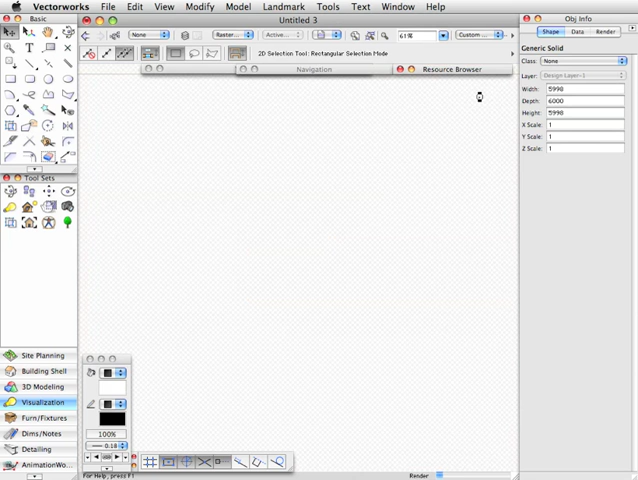 Vectorworks File Edit View Modify Model Landmark Tools Text Window Help
Basic
Untitled 3
Obj Info
None
Raster...
Active...
61%
Custom ...
2D Selection Tool: Rectangular Selection Mode
Navigation
Resource Browser
Shape Data Render
Generic Solid
Class: None
Layer: Design Layer-1
Width: 5998
Depth: 6000
Height: 5998
X Scale: 1
Y Scale: 1
Z Scale: 1
Tool Sets
Site Planning
Building Shell
3D Modeling
Visualization
Furn/Fixtures
Dims/Notes
Detailing
AnimationWo...
100%
0.18
For Help, press F1
Render